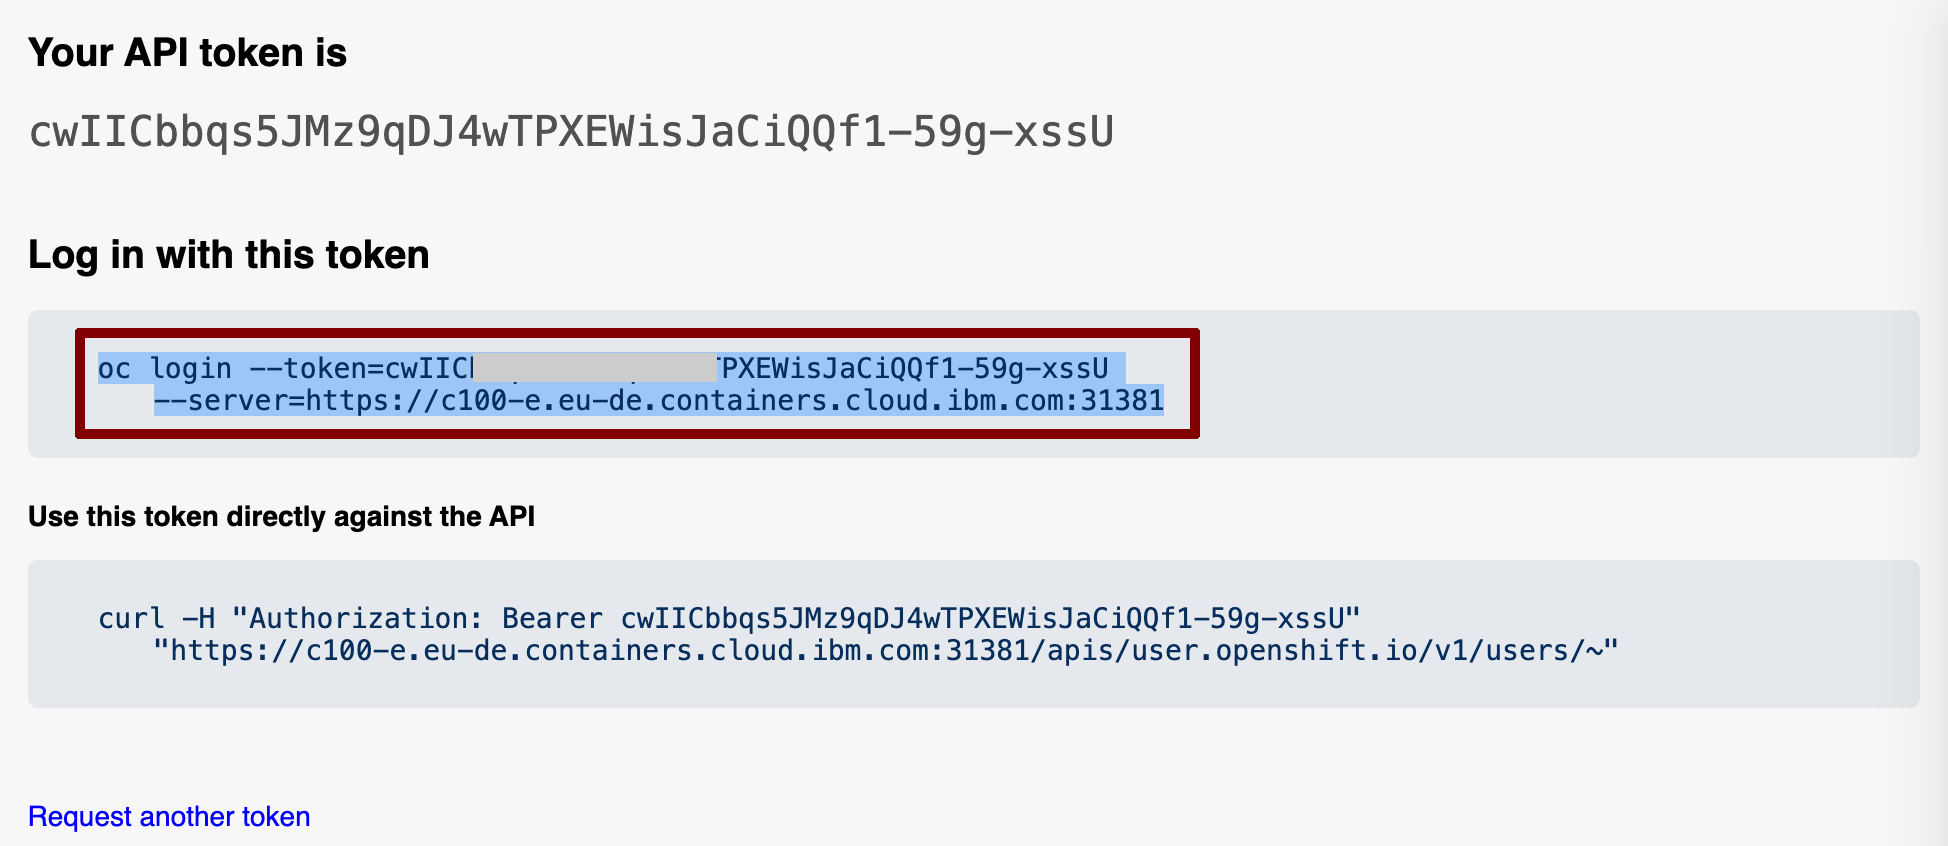 Your API token is
cwIICbbqs5JMz9qDJ4wTPXEWisJaCiQQf1-59g-xssU
Log in with this token
oc login --token=cwIIC PXEWisJaCiQQf1-59g-xssU
--server=https://c100-e.eu-de.containers.cloud.ibm.com:31381
Use this token directly against the API
curl -H "Authorization: Bearer cwIICbbqs5JMz9qDJ4wTPXEWisJaCiQQf1-59g-xssU"
"https://c100-e.eu-de.containers.cloud.ibm.com:31381/apis/user.openshift.io/v1/users/~"
Request another token